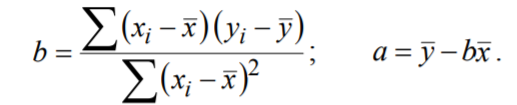 b = ∑(xᵢ − x̄)(yᵢ − ȳ) / ∑(xᵢ − x̄)² ; a = ȳ − bx̄ .